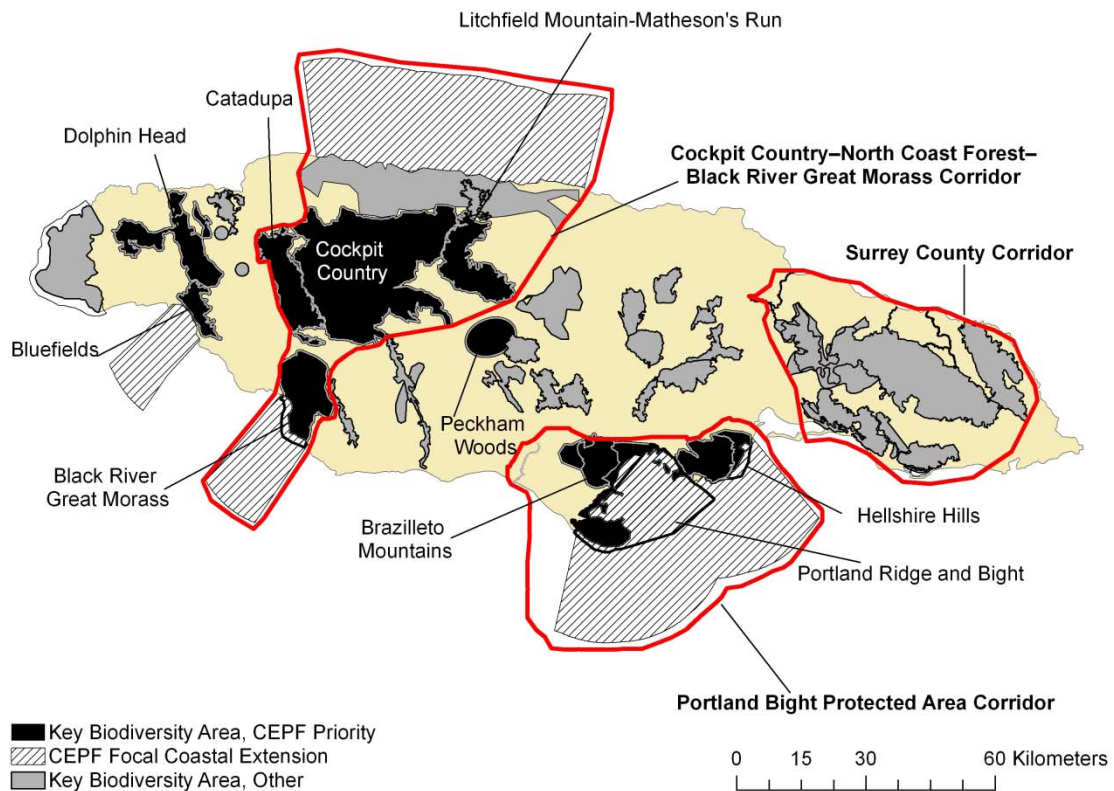 Litchfield Mountain-Matheson's Run
Catadupa
Dolphin Head
Cockpit Country–North Coast Forest–
Black River Great Morass Corridor
Cockpit
Country
Surrey County Corridor
Bluefields
Peckham
Woods
Black River
Great Morass
Brazilleto
Mountains
Hellshire Hills
Portland Ridge and Bight
Portland Bight Protected Area Corridor
Key Biodiversity Area, CEPF Priority
CEPF Focal Coastal Extension
Key Biodiversity Area, Other
0 15 30 60 Kilometers